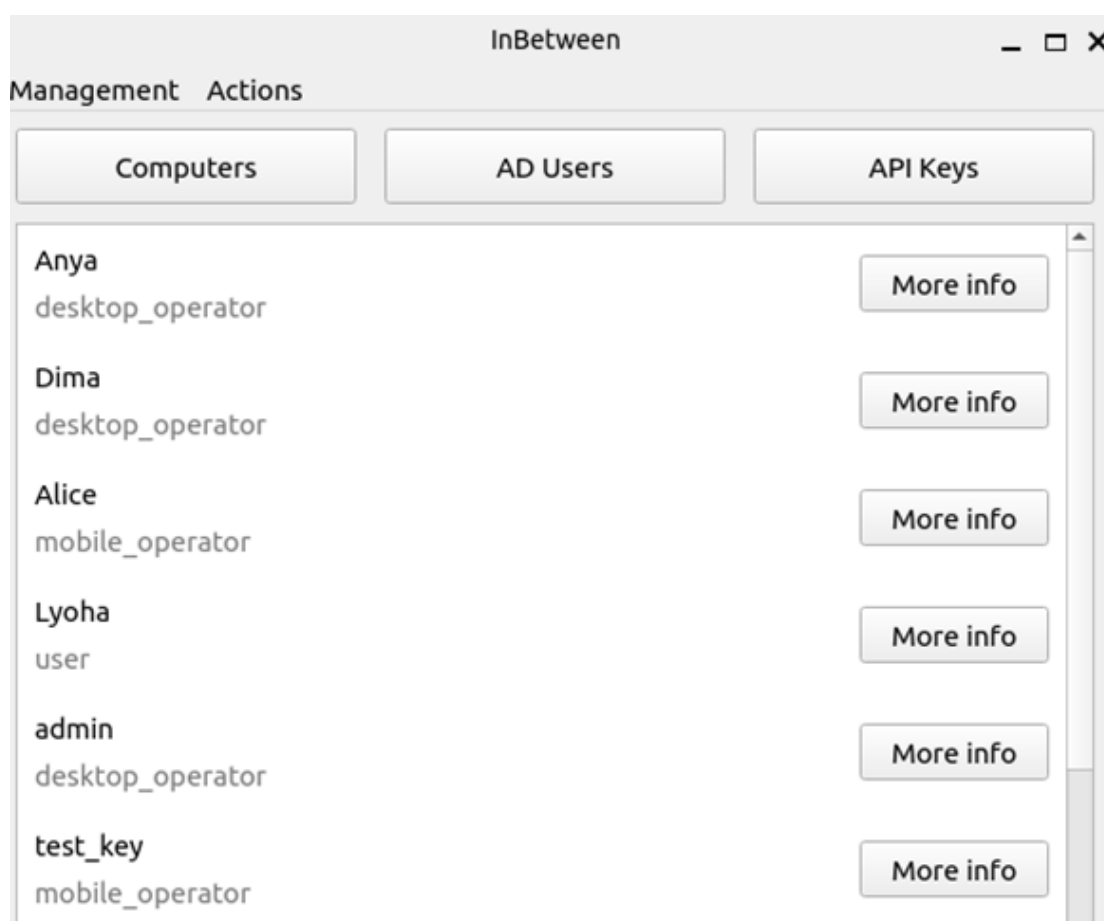 InBetween
Management Actions
Computers AD Users API Keys
Anya
More info
desktop_operator
Dima
More info
desktop_operator
Alice
More info
mobile_operator
Lyoha
More info
user
admin
More info
desktop_operator
test_key
More info
mobile_operator